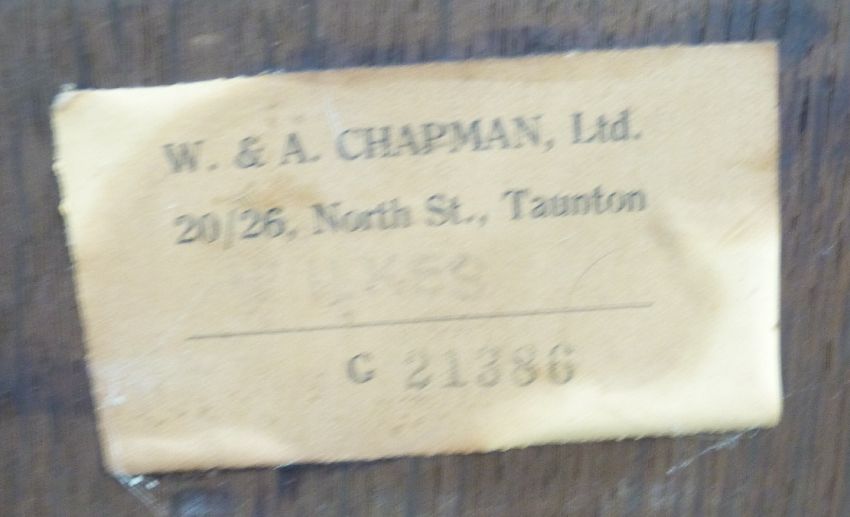 W. & A. CHAPMAN, Ltd.
20/26, North St., Taunton
G 21386